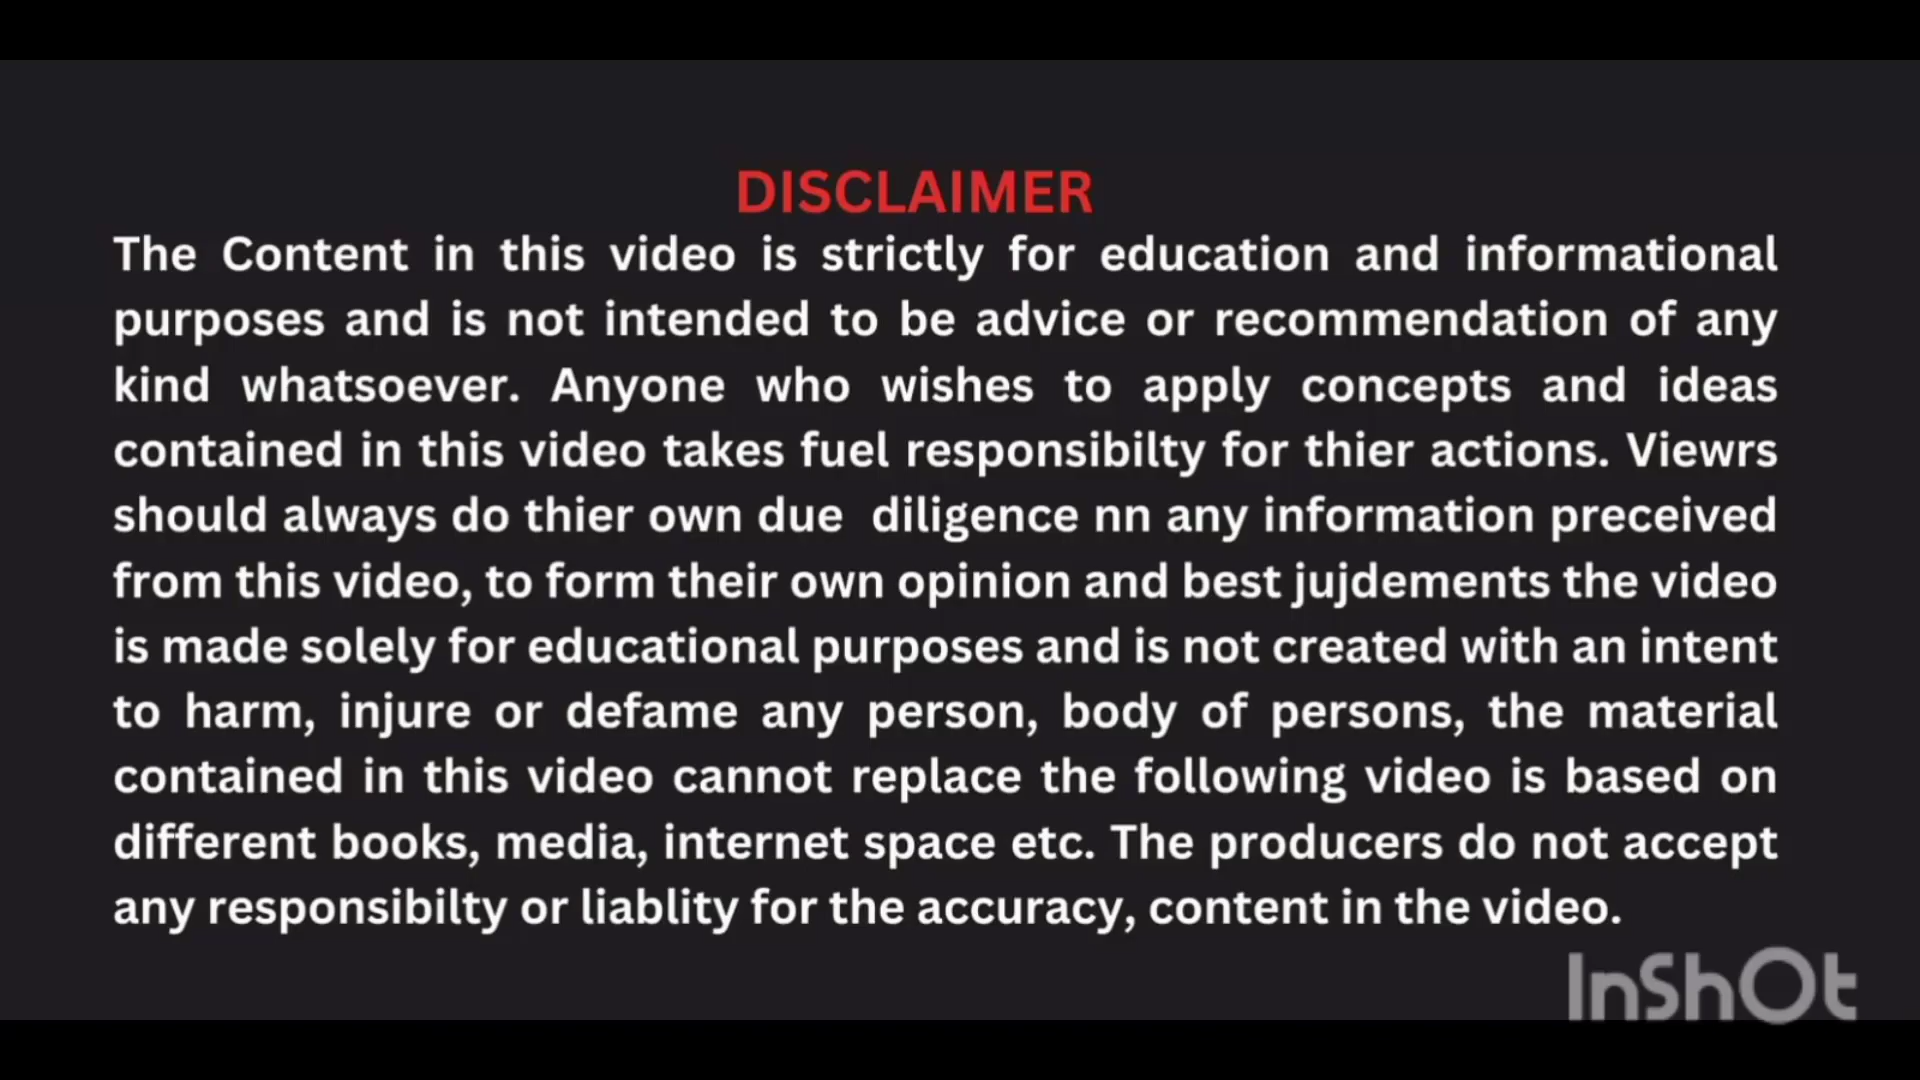 DISCLAIMER
The Content in this video is strictly for education and informational
purposes and is not intended to be advice or recommendation of any
kind whatsoever. Anyone who wishes to apply concepts and ideas
contained in this video takes fuel responsibilty for thier actions. Viewrs
should always do thier own due diligence nn any information preceived
from this video, to form their own opinion and best jujdements the video
is made solely for educational purposes and is not created with an intent
to harm, injure or defame any person, body of persons, the material
contained in this video cannot replace the following video is based on
different books, media, internet space etc. The producers do not accept
any responsibilty or liablity for the accuracy, content in the video.
InShOt